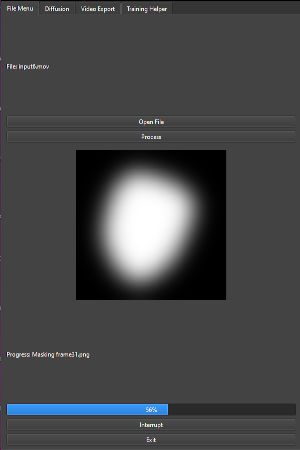 File Menu
Diffusion
Video Export
Training Helper
File: input8.mov
Open File
Process
Progress: Masking frame31.png
56%
Interrupt
Exit